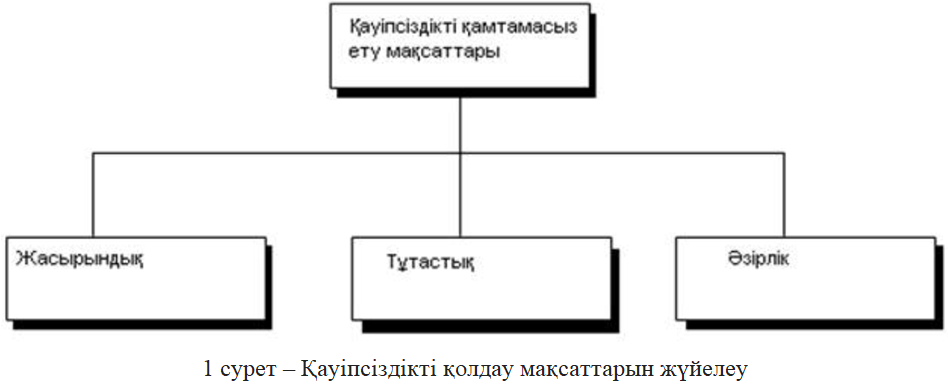 Қауіпсіздікті қамтамасыз
ету мақсаттары
Жасырындық
Тұтастық
Әзірлік
1 сурет – Қауіпсіздікті қолдау мақсаттарын жүйелеу